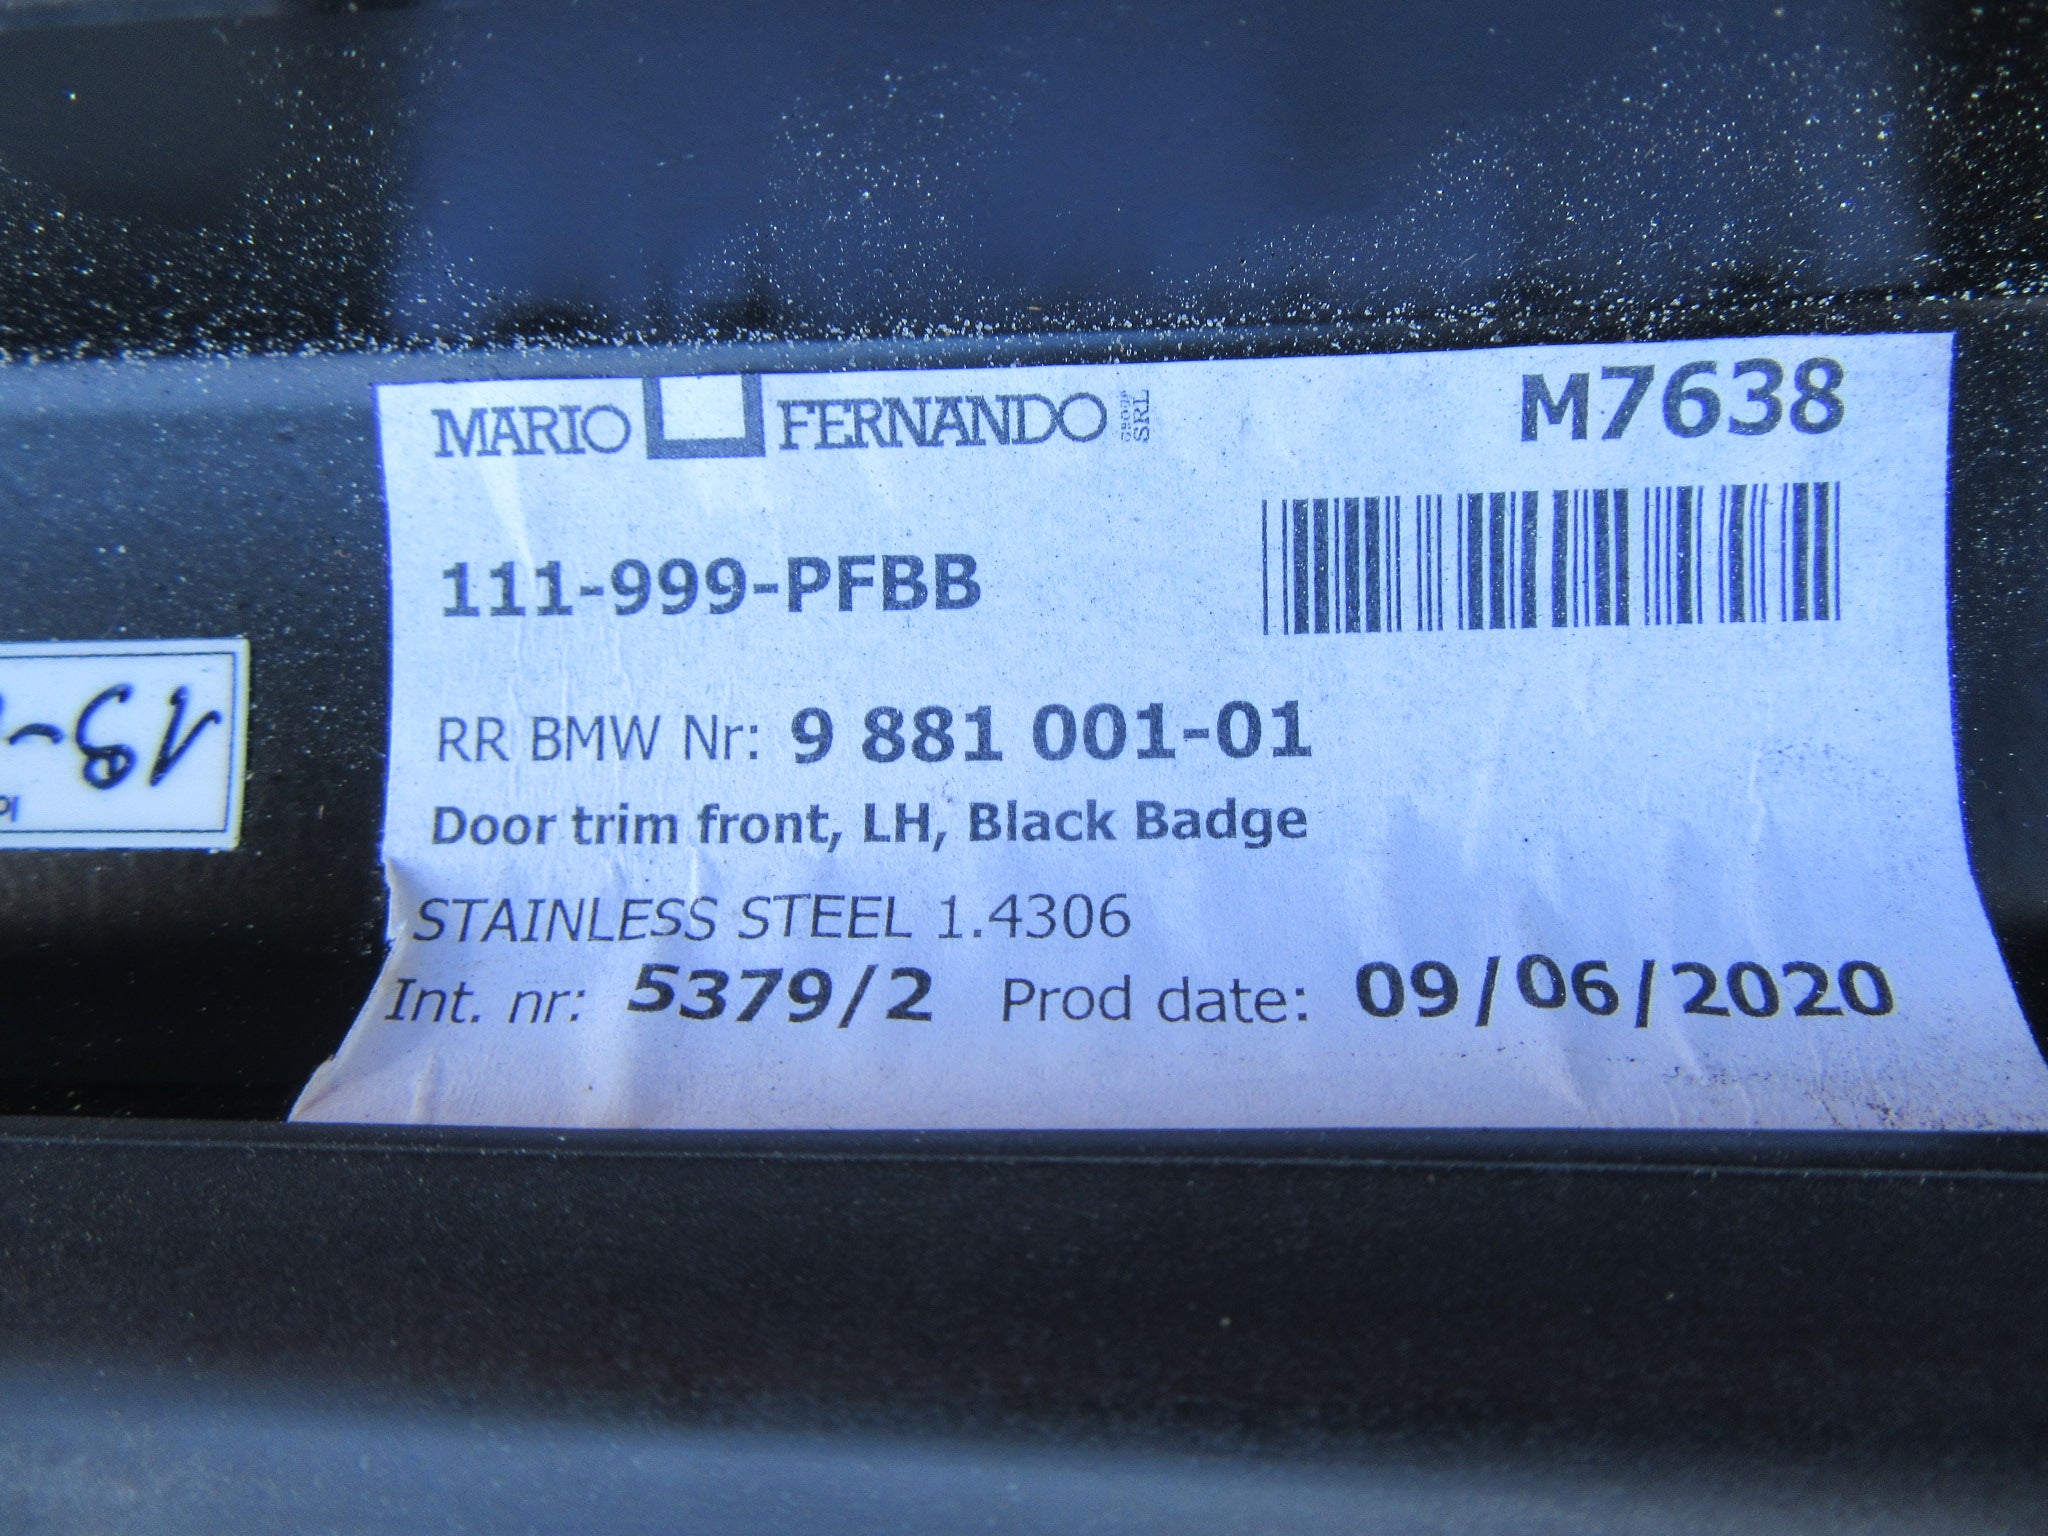 MARIO FERNANDO GROUP SRL
M7638
111-999-PFBB
RR BMW Nr: 9 881 001-01
Door trim front, LH, Black Badge
STAINLESS STEEL 1.4306
Int. nr: 5379/2 Prod date: 09/06/2020